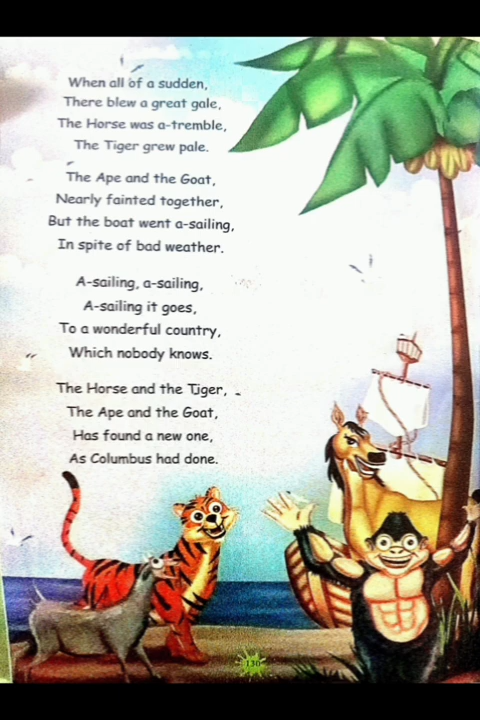 When all of a sudden,
There blew a great gale,
The Horse was a-tremble,
The Tiger grew pale.
The Ape and the Goat,
Nearly fainted together,
But the boat went a-sailing,
In spite of bad weather.
A-sailing, a-sailing,
A-sailing it goes,
To a wonderful country,
Which nobody knows.
The Horse and the Tiger,
The Ape and the Goat,
Has found a new one,
As Columbus had done.
130